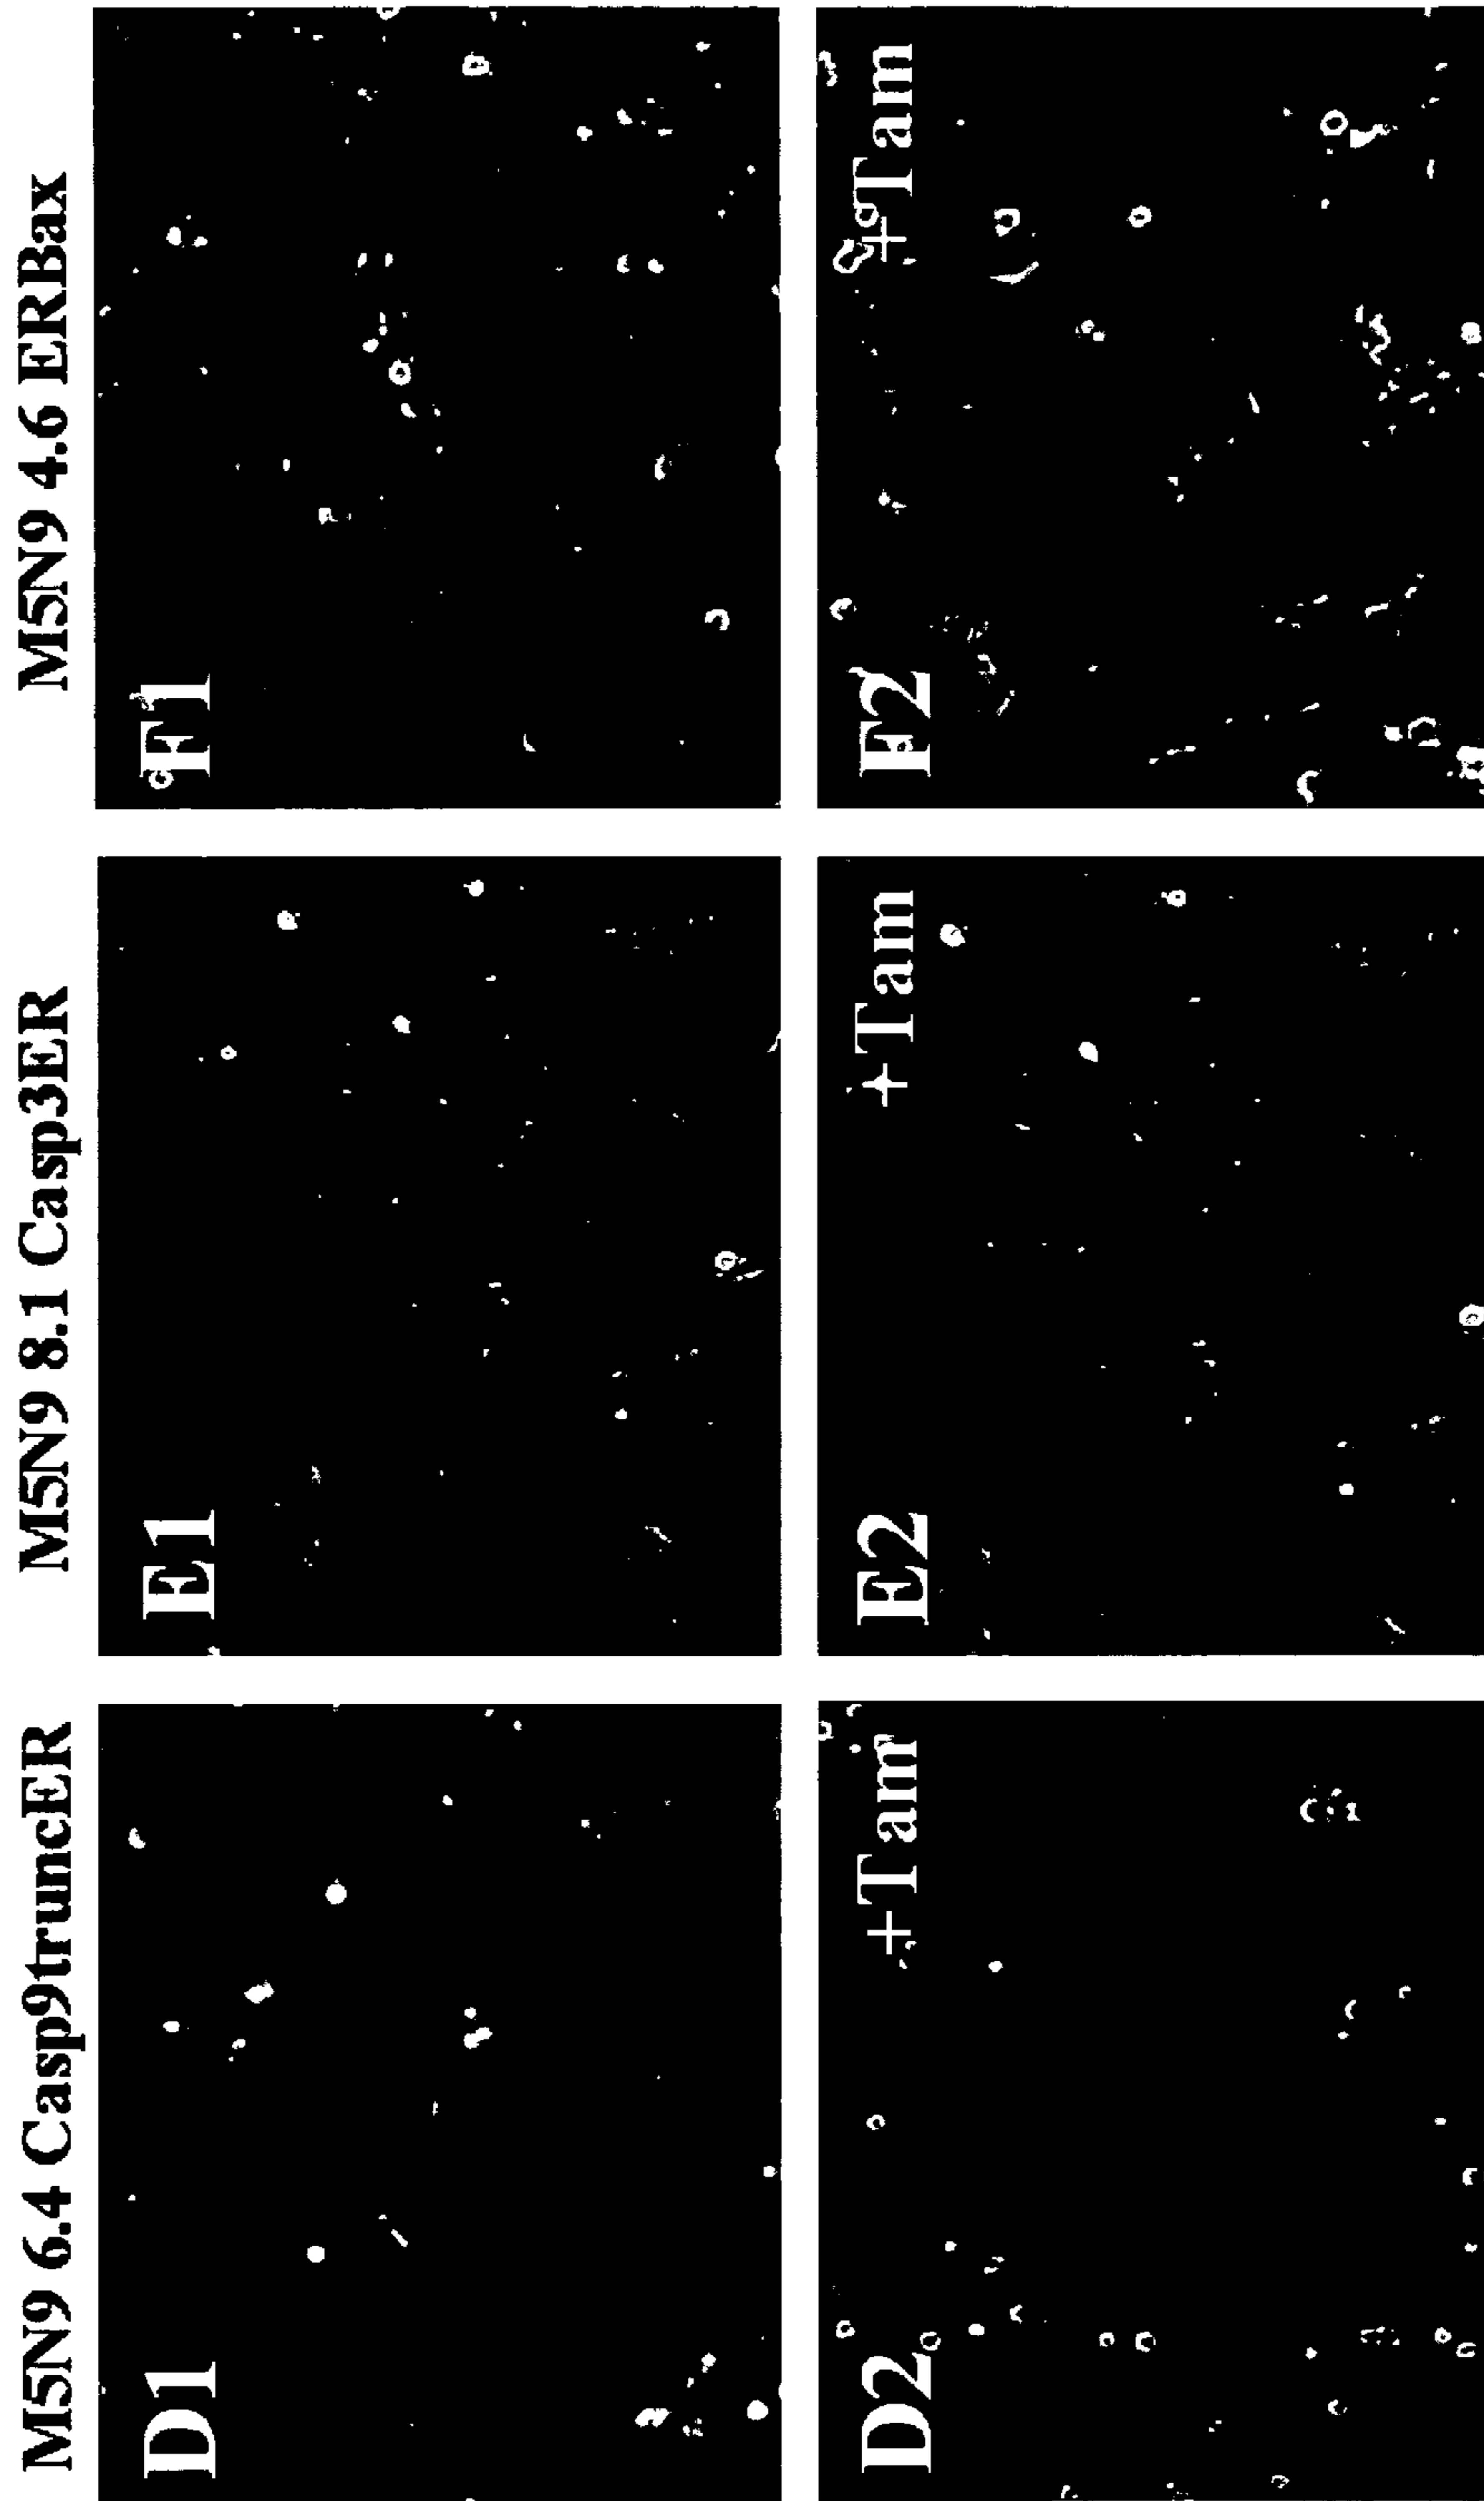 M5N9 6.4 Casp9truncER
M5N9 8.1 Casp3ER
M5N9 4.6 ERBax
D1
E1
F1
D2 +Tam
E2 +Tam
E2 +Tam